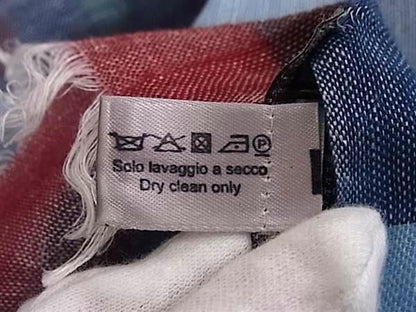 Solo lavaggio a secco
Dry clean only